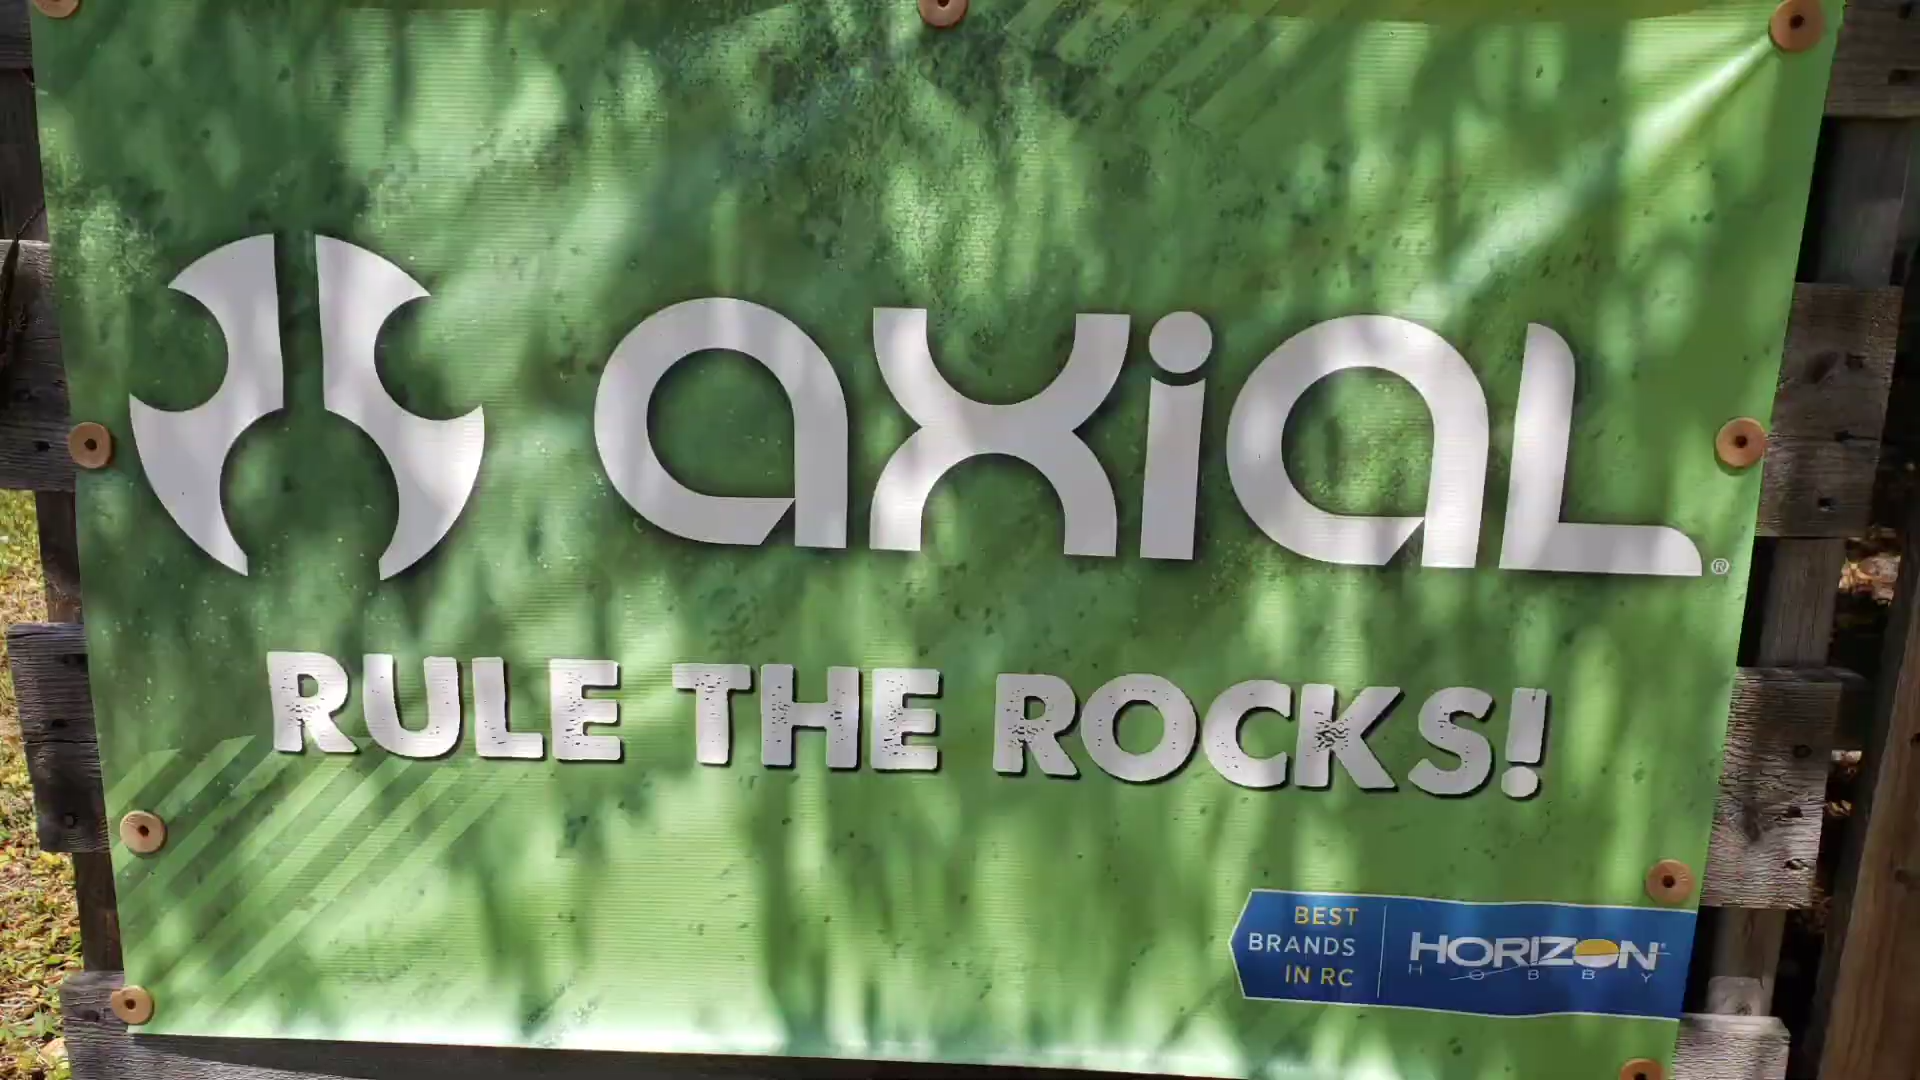 axiaL®
RULE THE ROCKS!
BEST
BRANDS
IN RC
HORIZON®
HOBBY